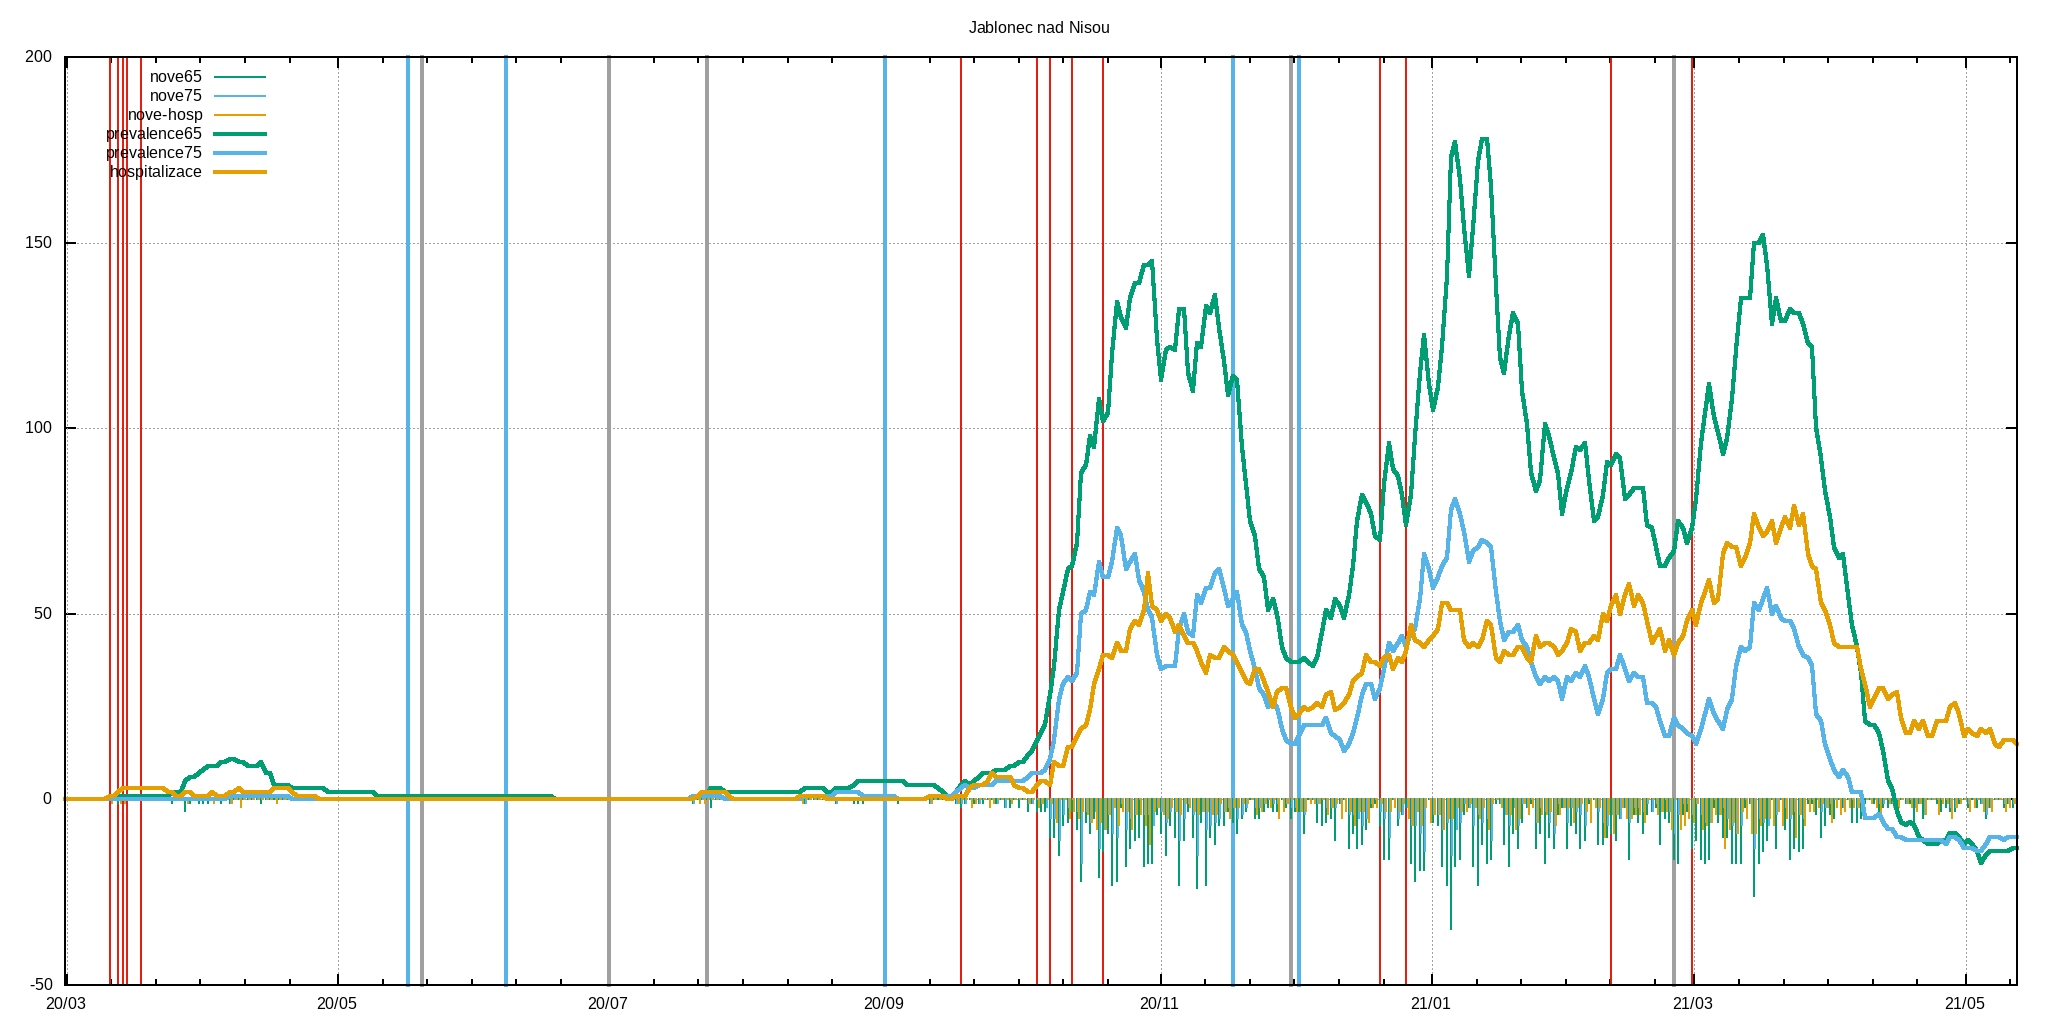 Jablonec nad Nisou
200
150
100
50
0
-50
nove65
nove75
nove-hosp
prevalence65
prevalence75
hospitalizace
20/03 20/05 20/07 20/09 20/11 21/01 21/03 21/05